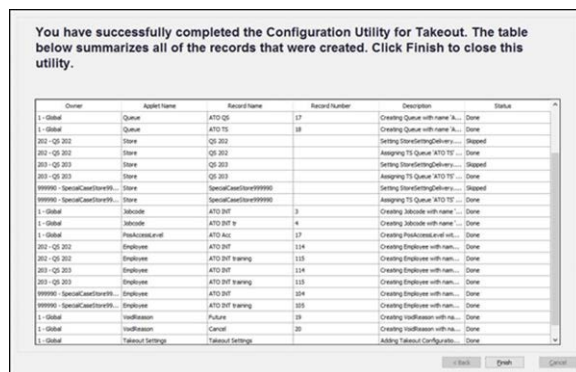 You have successfully completed the Configuration Utility for Takeout. The table
below summarizes all of the records that were created. Click Finish to close this
utility.
Owner Applet Name Record Name Record Number Description Status
1 - Global Queue ATO QS 17 Creating Queue with name 'A... Done
1 - Global Queue ATO TS 18 Creating Queue with name 'A... Done
202 - QS 202 Store QS 202 Setting StoreSettingDelivery.... Skipped
202 - QS 202 Store QS 202 Assigning TS Queue 'ATO TS' ... Done
203 - QS 203 Store QS 203 Setting StoreSettingDelivery.... Skipped
203 - QS 203 Store QS 203 Assigning TS Queue 'ATO TS' ... Done
999990 - SpecialCaseStore99... Store SpecialCaseStore999990 Setting StoreSettingDelivery.... Skipped
999990 - SpecialCaseStore99... Store SpecialCaseStore999990 Assigning TS Queue 'ATO TS' ... Done
1 - Global Jobcode ATO INT 3 Creating Jobcode with name '... Done
1 - Global Jobcode ATO INT tr 4 Creating Jobcode with name '... Done
1 - Global PosAccessLevel ATO Acc 17 Creating PosAccessLevel wit... Done
202 - QS 202 Employee ATO INT 114 Creating Employee with nam... Done
202 - QS 202 Employee ATO INT training 115 Creating Employee with nam... Done
203 - QS 203 Employee ATO INT 114 Creating Employee with nam... Done
203 - QS 203 Employee ATO INT training 115 Creating Employee with nam... Done
999990 - SpecialCaseStore99... Employee ATO INT 104 Creating Employee with nam... Done
999990 - SpecialCaseStore99... Employee ATO INT training 105 Creating Employee with nam... Done
1 - Global VoidReason Future 19 Creating VoidReason with na... Done
1 - Global VoidReason Cancel 20 Creating VoidReason with na... Done
1 - Global Takeout Settings Takeout Settings Adding Takeout Configuratio... Done
< Back Finish Cancel